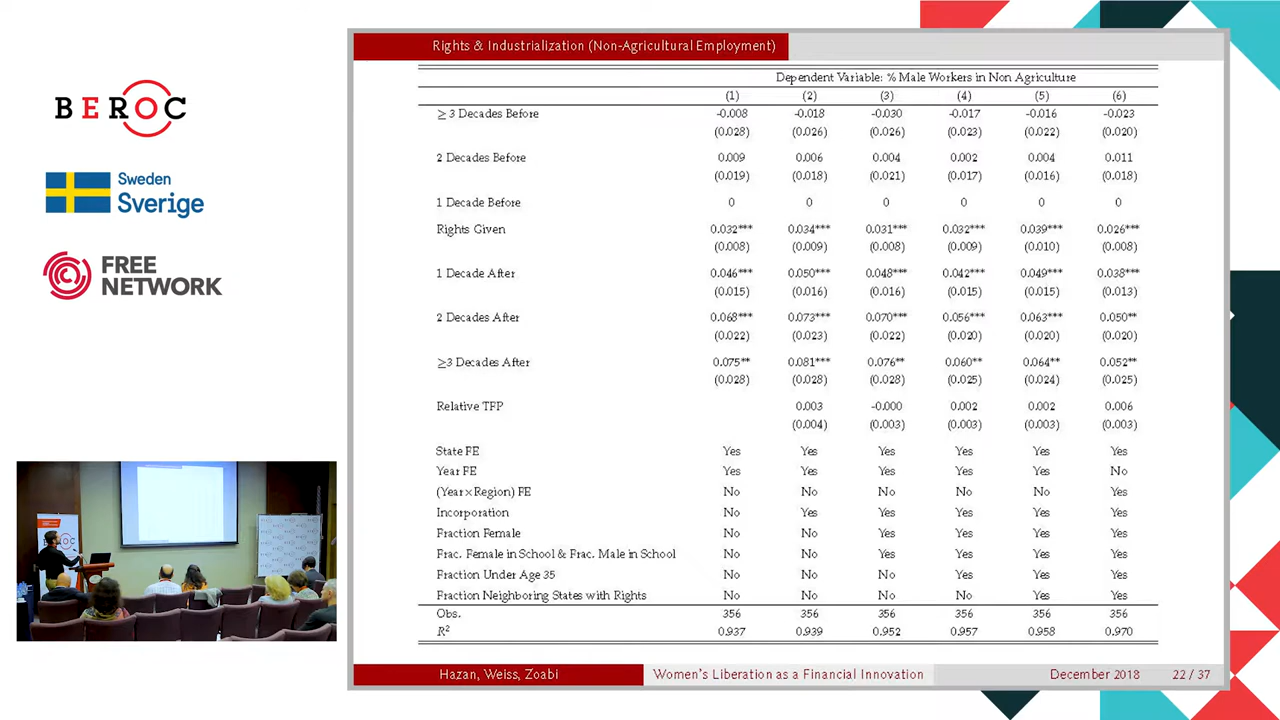 BEROC
Sweden
Sverige
FREE
NETWORK
Rights & Industrialization (Non-Agricultural Employment)
Dependent Variable: % Male Workers in Non Agriculture
(1) (2) (3) (4) (5) (6)
≥ 3 Decades Before -0.008 -0.018 -0.030 -0.017 -0.016 -0.023
(0.028) (0.026) (0.026) (0.023) (0.022) (0.020)
2 Decades Before 0.009 0.006 0.004 0.002 0.004 0.011
(0.019) (0.018) (0.021) (0.017) (0.016) (0.018)
1 Decade Before 0 0 0 0 0 0
Rights Given 0.032*** 0.034*** 0.031*** 0.032*** 0.039*** 0.026***
(0.008) (0.009) (0.008) (0.009) (0.010) (0.008)
1 Decade After 0.046*** 0.050*** 0.048*** 0.042*** 0.049*** 0.038***
(0.015) (0.016) (0.016) (0.015) (0.015) (0.013)
2 Decades After 0.068*** 0.073*** 0.070*** 0.056*** 0.063*** 0.050**
(0.022) (0.023) (0.022) (0.020) (0.020) (0.020)
≥3 Decades After 0.075** 0.081*** 0.076** 0.060** 0.064** 0.052**
(0.028) (0.028) (0.028) (0.025) (0.024) (0.025)
Relative TFP 0.003 -0.000 0.002 0.002 0.006
(0.004) (0.003) (0.003) (0.003) (0.003)
State FE Yes Yes Yes Yes Yes Yes
Year FE Yes Yes Yes Yes Yes No
(Year×Region) FE No No No No No Yes
Incorporation No Yes Yes Yes Yes Yes
Fraction Female No No Yes Yes Yes Yes
Frac. Female in School & Frac. Male in School No No Yes Yes Yes Yes
Fraction Under Age 35 No No No Yes Yes Yes
Fraction Neighboring States with Rights No No No No Yes Yes
Obs. 356 356 356 356 356 356
R² 0.937 0.939 0.952 0.957 0.958 0.970
Hazan, Weiss, Zoabi Women's Liberation as a Financial Innovation December 2018 22 / 37